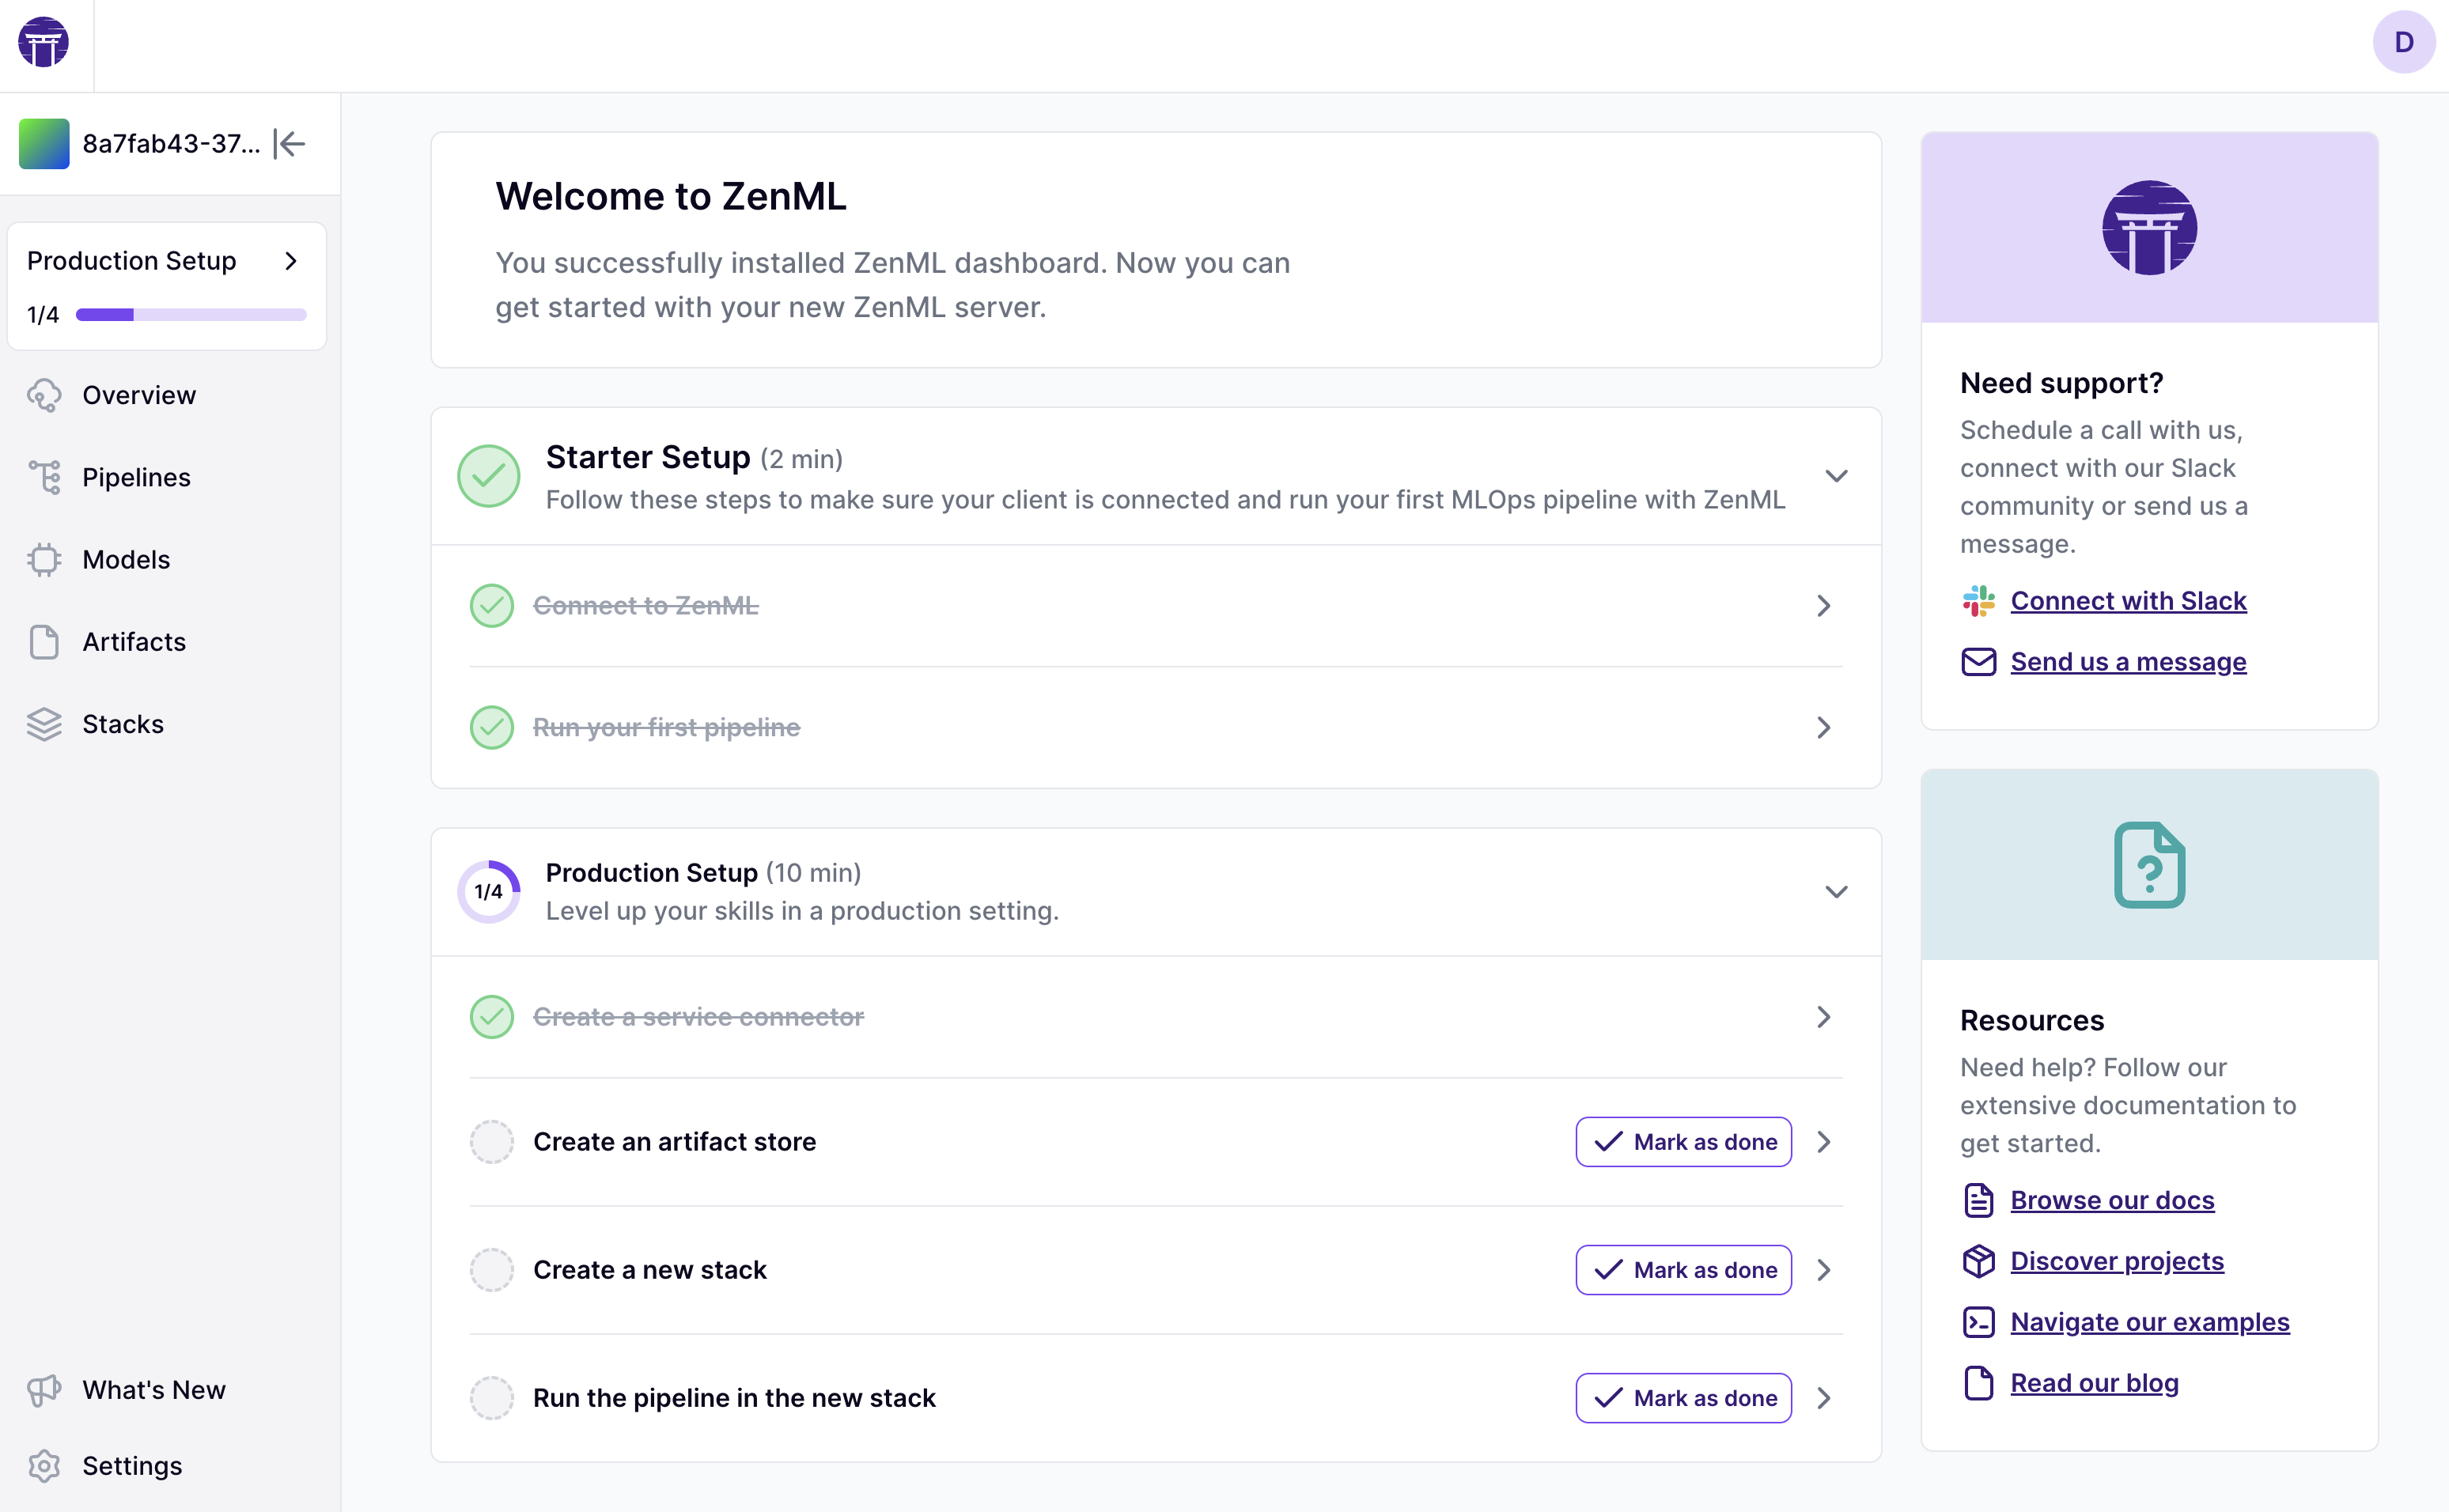 D
8a7fab43-37...
Production Setup
1/4
Overview
Pipelines
Models
Artifacts
Stacks
What's New
Settings
Welcome to ZenML
You successfully installed ZenML dashboard. Now you can
get started with your new ZenML server.
Starter Setup (2 min)
Follow these steps to make sure your client is connected and run your first MLOps pipeline with ZenML
Connect to ZenML
Run your first pipeline
1/4
Production Setup (10 min)
Level up your skills in a production setting.
Create a service connector
Create an artifact store
Mark as done
Create a new stack
Mark as done
Run the pipeline in the new stack
Mark as done
Need support?
Schedule a call with us,
connect with our Slack
community or send us a
message.
Connect with Slack
Send us a message
Resources
Need help? Follow our
extensive documentation to
get started.
Browse our docs
Discover projects
Navigate our examples
Read our blog